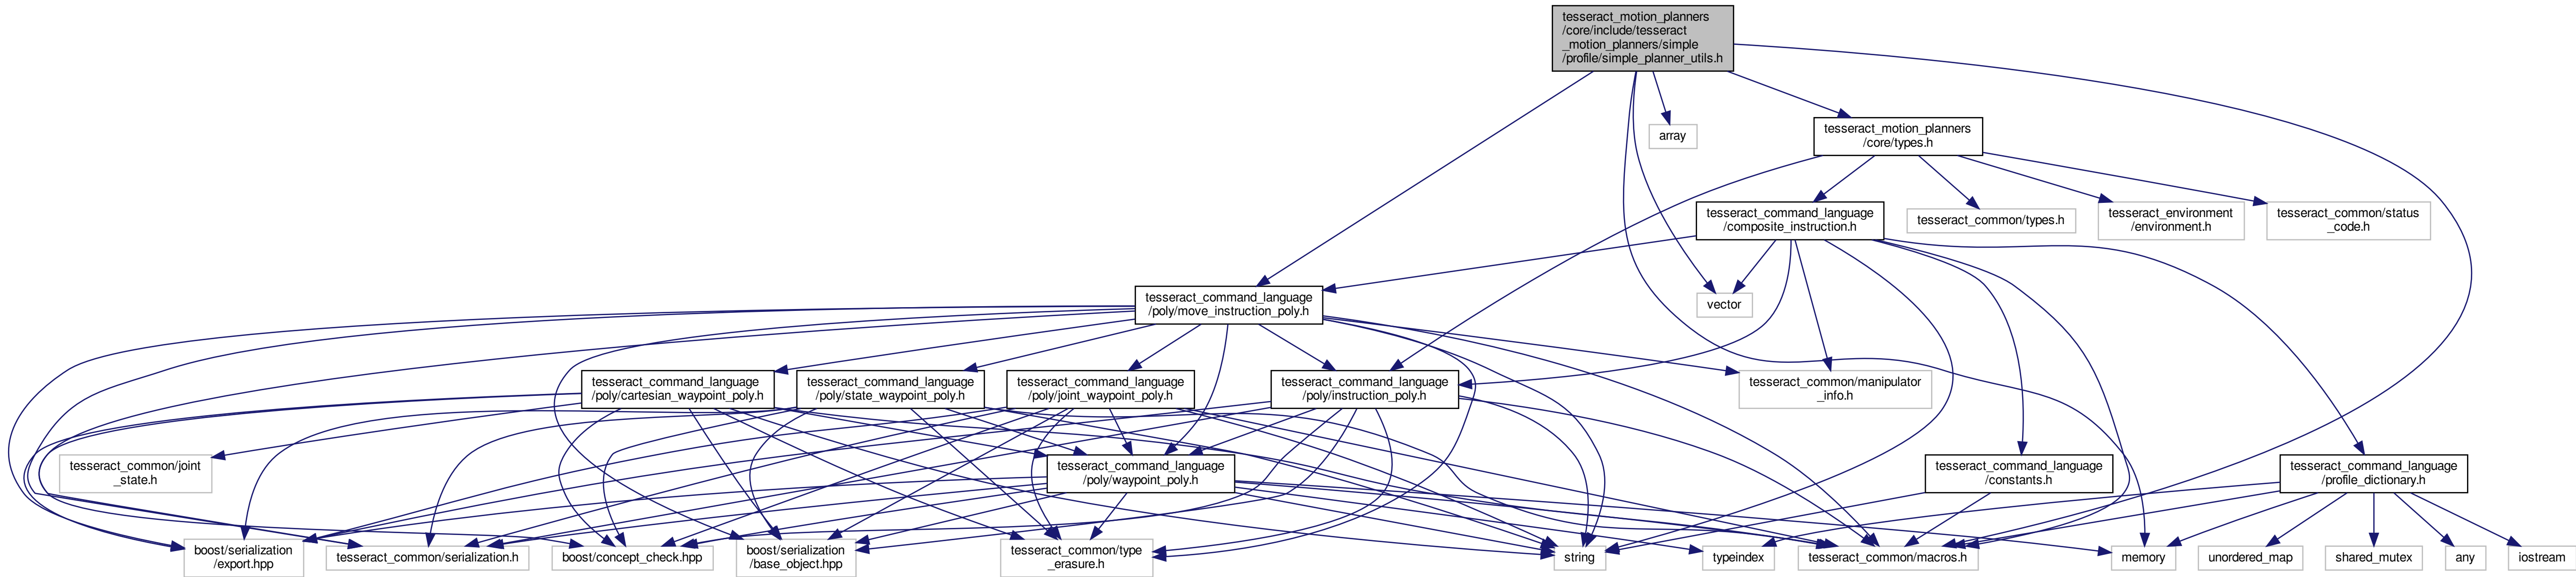 tesseract_motion_planners
/core/include/tesseract
_motion_planners/simple
/profile/simple_planner_utils.h
array
tesseract_motion_planners
/core/types.h
tesseract_command_language
/composite_instruction.h
tesseract_common/types.h
tesseract_environment
/environment.h
tesseract_common/status
_code.h
tesseract_command_language
/poly/move_instruction_poly.h
vector
tesseract_command_language
/poly/cartesian_waypoint_poly.h
tesseract_command_language
/poly/state_waypoint_poly.h
tesseract_command_language
/poly/joint_waypoint_poly.h
tesseract_command_language
/poly/instruction_poly.h
tesseract_common/manipulator
_info.h
tesseract_common/joint
_state.h
tesseract_command_language
/poly/waypoint_poly.h
tesseract_command_language
/constants.h
tesseract_command_language
/profile_dictionary.h
boost/serialization
/export.hpp
tesseract_common/serialization.h
boost/concept_check.hpp
boost/serialization
/base_object.hpp
tesseract_common/type
_erasure.h
string
typeindex
tesseract_common/macros.h
memory
unordered_map
shared_mutex
any
iostream